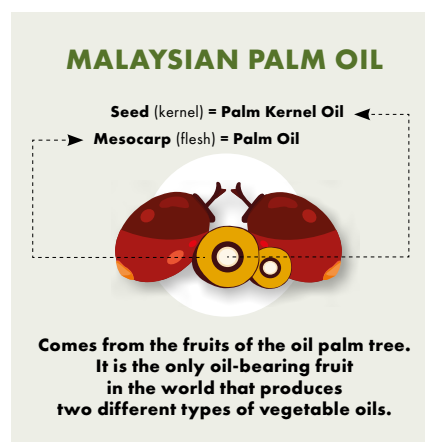 MALAYSIAN PALM OIL
Seed (kernel) = Palm Kernel Oil
Mesocarp (flesh) = Palm Oil
Comes from the fruits of the oil palm tree.
It is the only oil-bearing fruit
in the world that produces
two different types of vegetable oils.